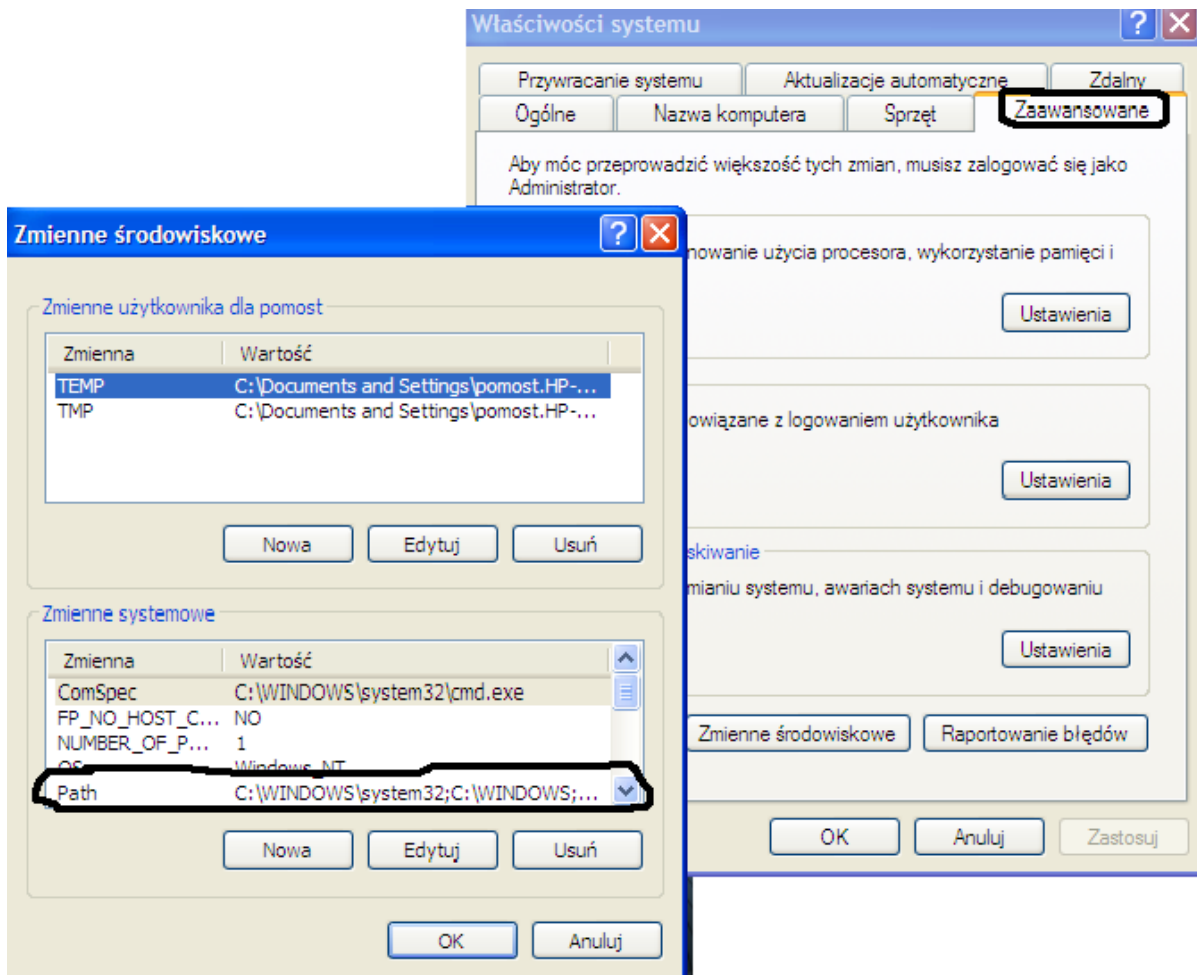 Właściwości systemu
Przywracanie systemu Aktualizacje automatyczne Zdalny
Ogólne Nazwa komputera Sprzęt Zaawansowane
Aby móc przeprowadzić większość tych zmian, musisz zalogować się jako
Administrator.
nowanie użycia procesora, wykorzystanie pamięci i
Ustawienia
owiązane z logowaniem użytkownika
Ustawienia
skiwanie
mianiu systemu, awariach systemu i debugowaniu
Ustawienia
Zmienne środowiskowe Raportowanie błędów
OK Anuluj Zastosuj
Zmienne środowiskowe
Zmienne użytkownika dla pomost
Zmienna Wartość
TEMP C:\Documents and Settings\pomost.HP-...
TMP C:\Documents and Settings\pomost.HP-...
Nowa Edytuj Usuń
Zmienne systemowe
Zmienna Wartość
ComSpec C:\WINDOWS\system32\cmd.exe
FP_NO_HOST_C... NO
NUMBER_OF_P... 1
OS Windows_NT
Path C:\WINDOWS\system32;C:\WINDOWS;...
Nowa Edytuj Usuń
OK Anuluj